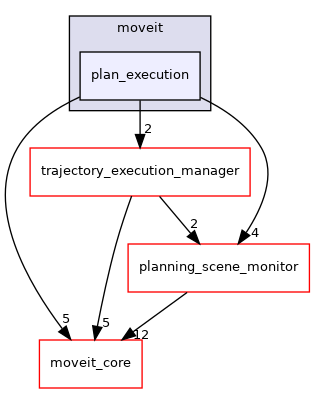 moveit
plan_execution
2
trajectory_execution_manager
2
4
planning_scene_monitor
5
5
12
moveit_core